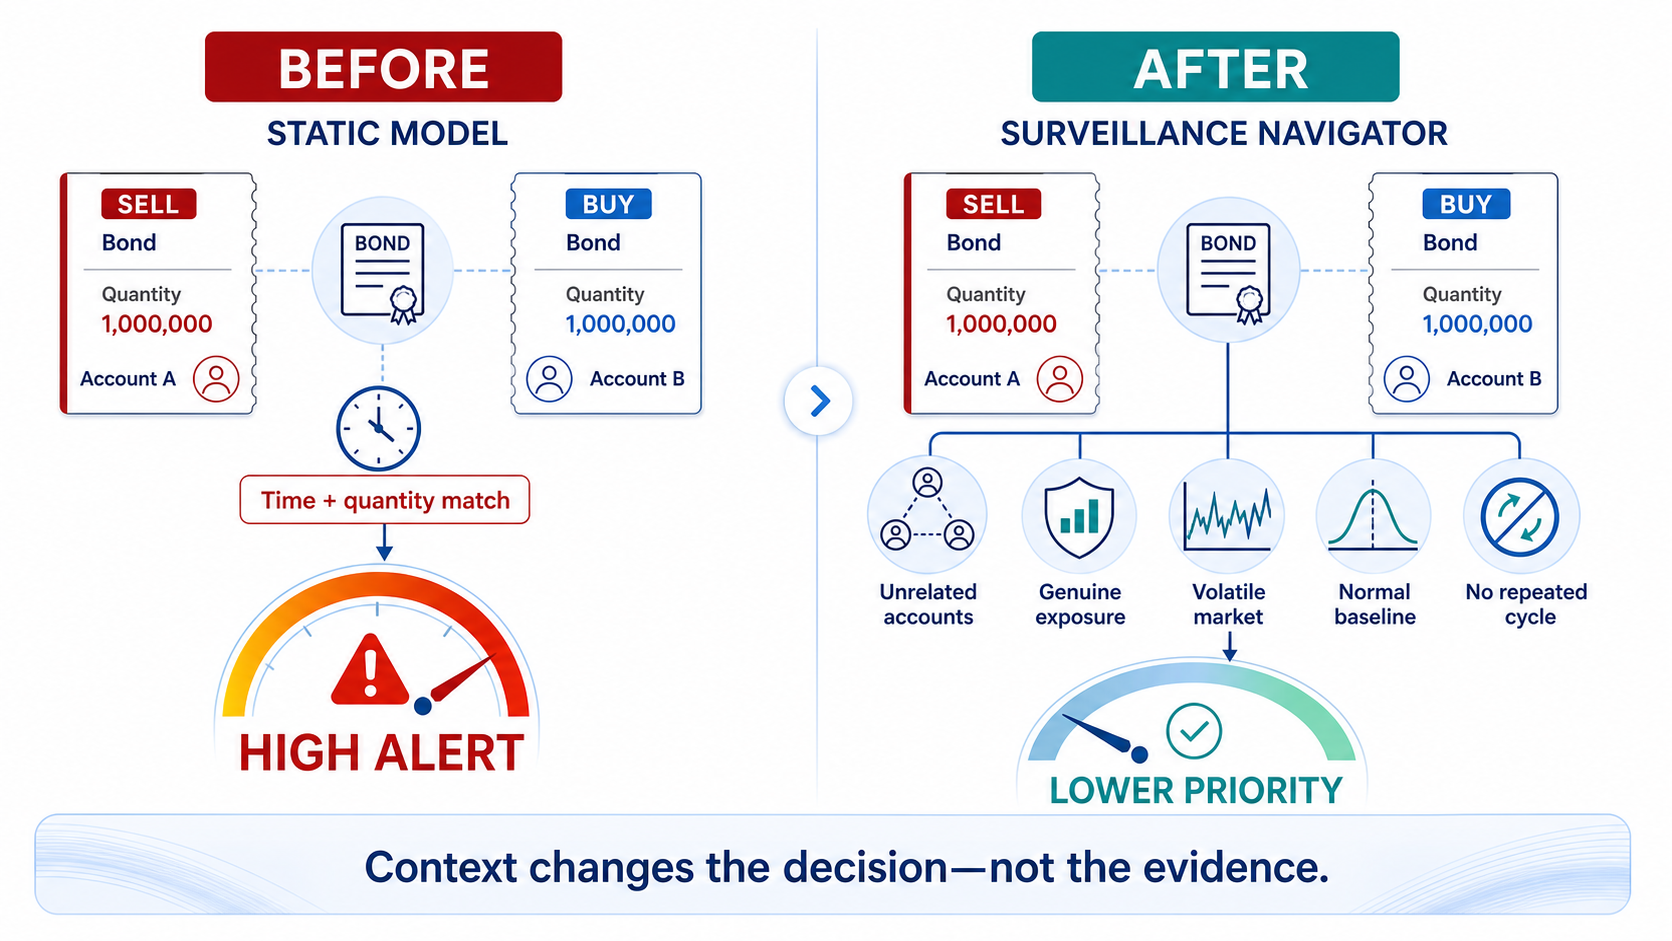 BEFORE
STATIC MODEL
SELL
Bond
Quantity
1,000,000
Account A
BOND
BUY
Bond
Quantity
1,000,000
Account B
Time + quantity match
HIGH ALERT
AFTER
SURVEILLANCE NAVIGATOR
SELL
Bond
Quantity
1,000,000
Account A
BOND
BUY
Bond
Quantity
1,000,000
Account B
Unrelated
accounts
Genuine
exposure
Volatile
market
Normal
baseline
No repeated
cycle
LOWER PRIORITY
Context changes the decision—not the evidence.